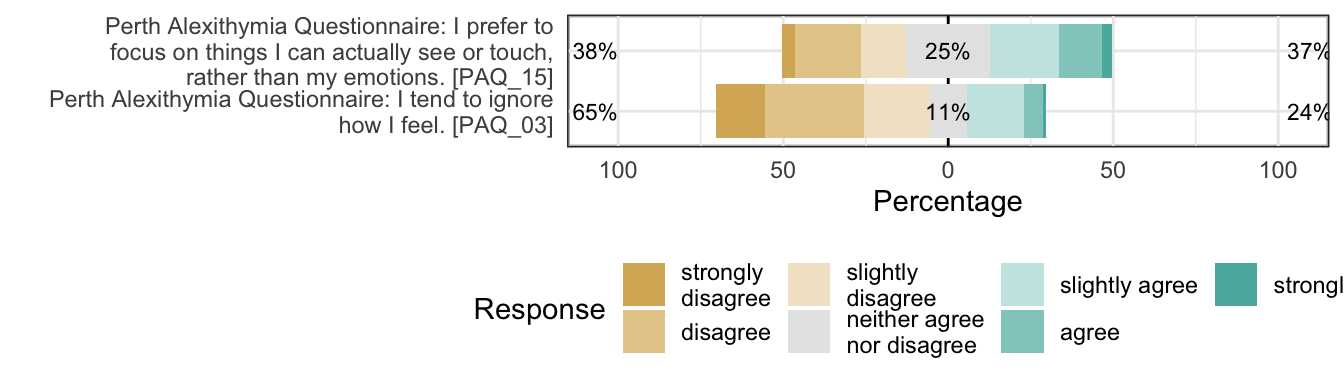 Perth Alexithymia Questionnaire: I prefer to
focus on things I can actually see or touch,
rather than my emotions. [PAQ_15]
38%
25%
37%
Perth Alexithymia Questionnaire: I tend to ignore
how I feel. [PAQ_03]
65%
11%
24%
100
50
0
50
100
Percentage
Response
strongly
disagree
disagree
slightly
disagree
neither agree
nor disagree
slightly agree
agree